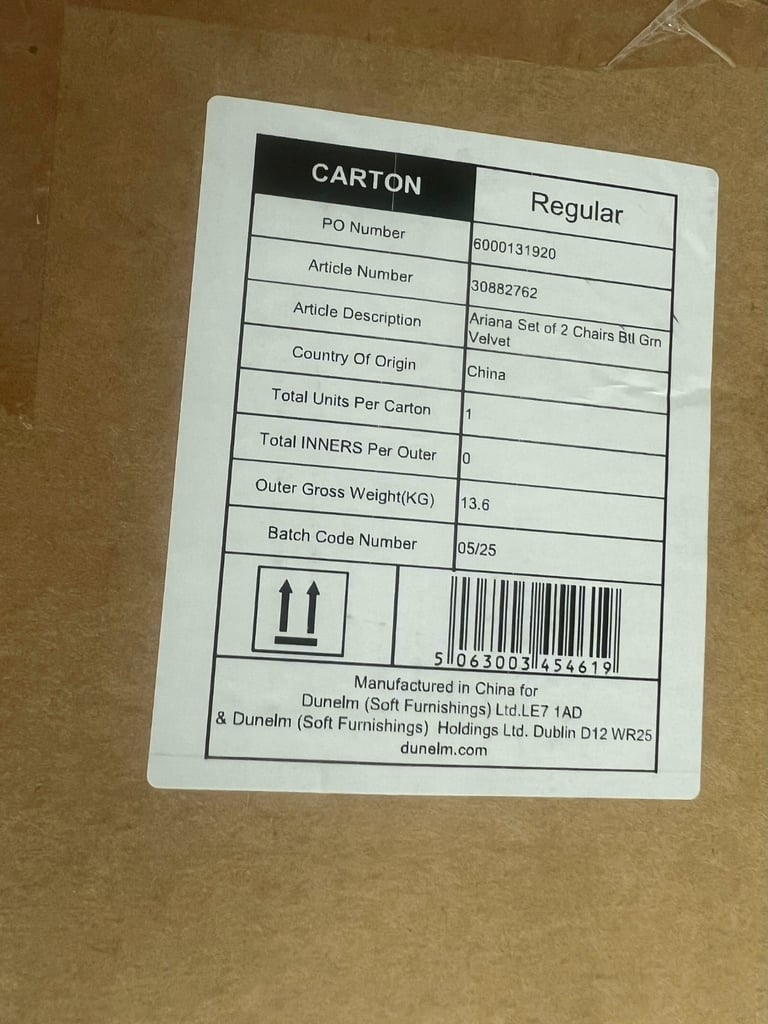 CARTON Regular
PO Number 6000131920
Article Number 30882762
Article Description Ariana Set of 2 Chairs Btl Grn
Velvet
Country Of Origin China
Total Units Per Carton 1
Total INNERS Per Outer 0
Outer Gross Weight(KG) 13.6
Batch Code Number 05/25
5 063003 454619
Manufactured in China for
Dunelm (Soft Furnishings) Ltd.LE7 1AD
& Dunelm (Soft Furnishings) Holdings Ltd. Dublin D12 WR25
dunelm.com